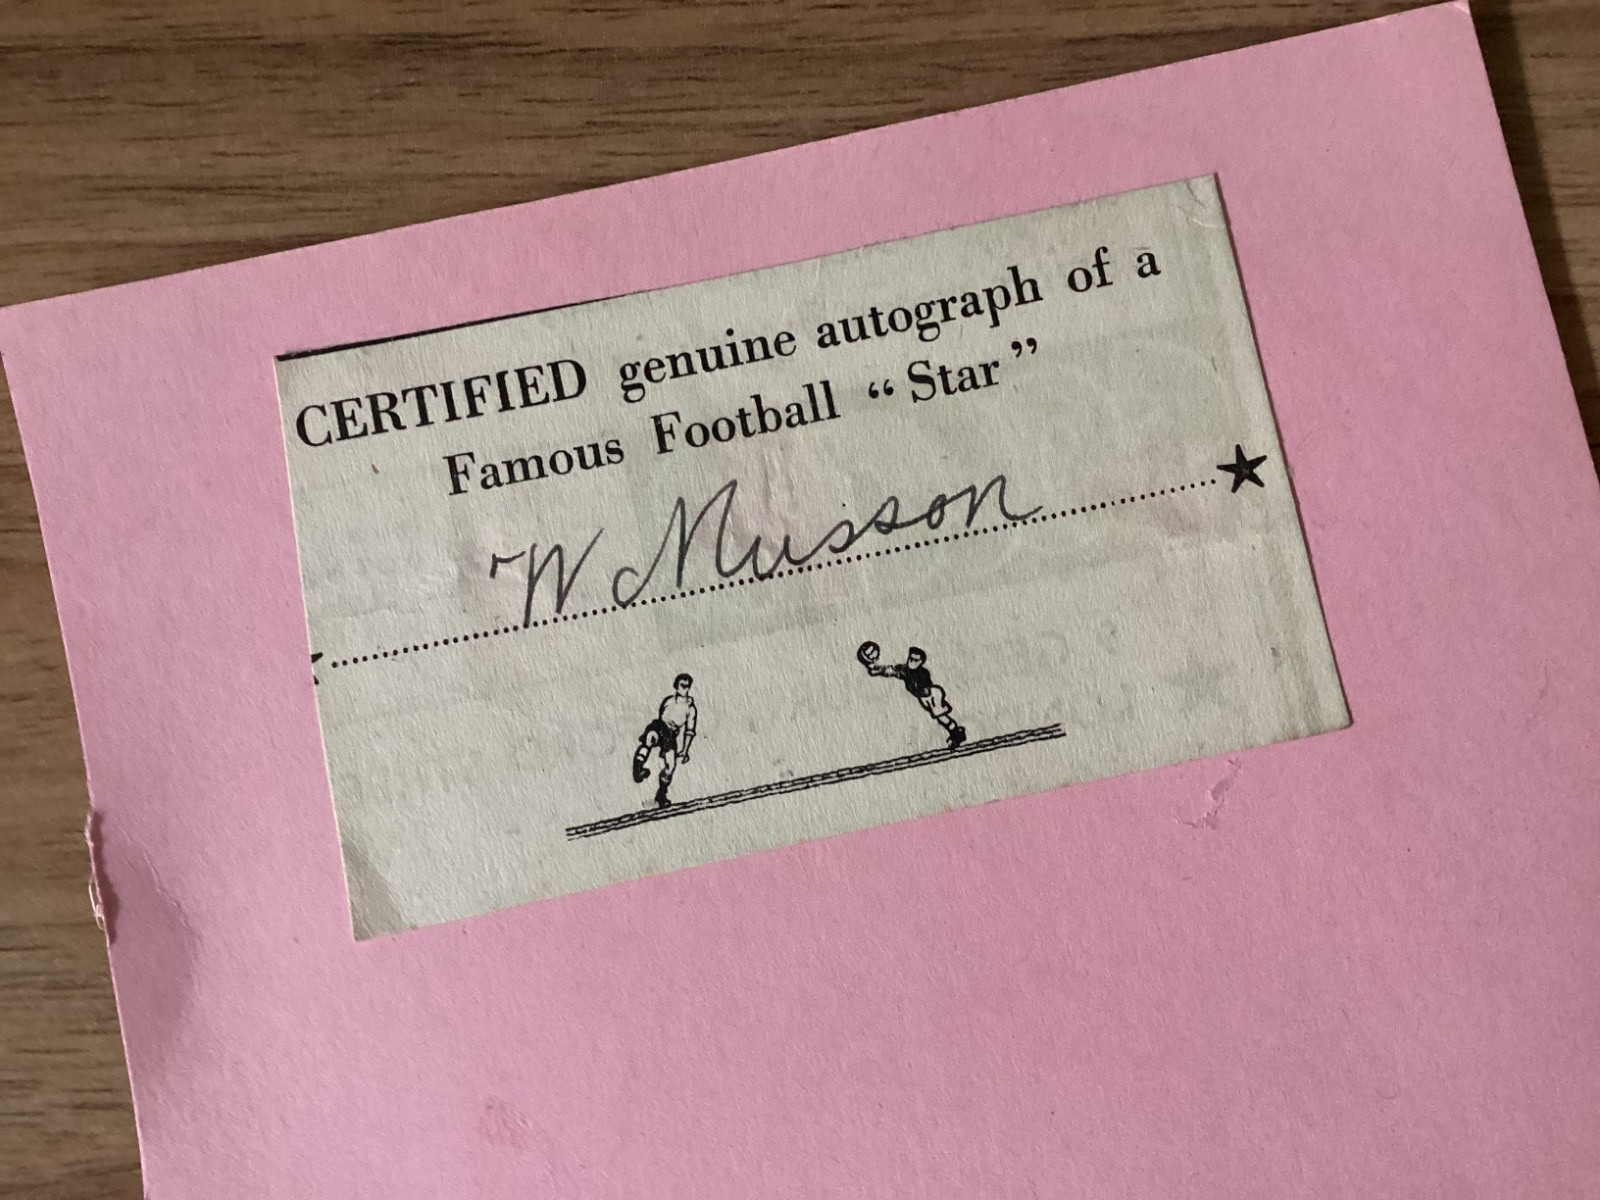 CERTIFIED genuine autograph of a
Famous Football “Star”
W Musson